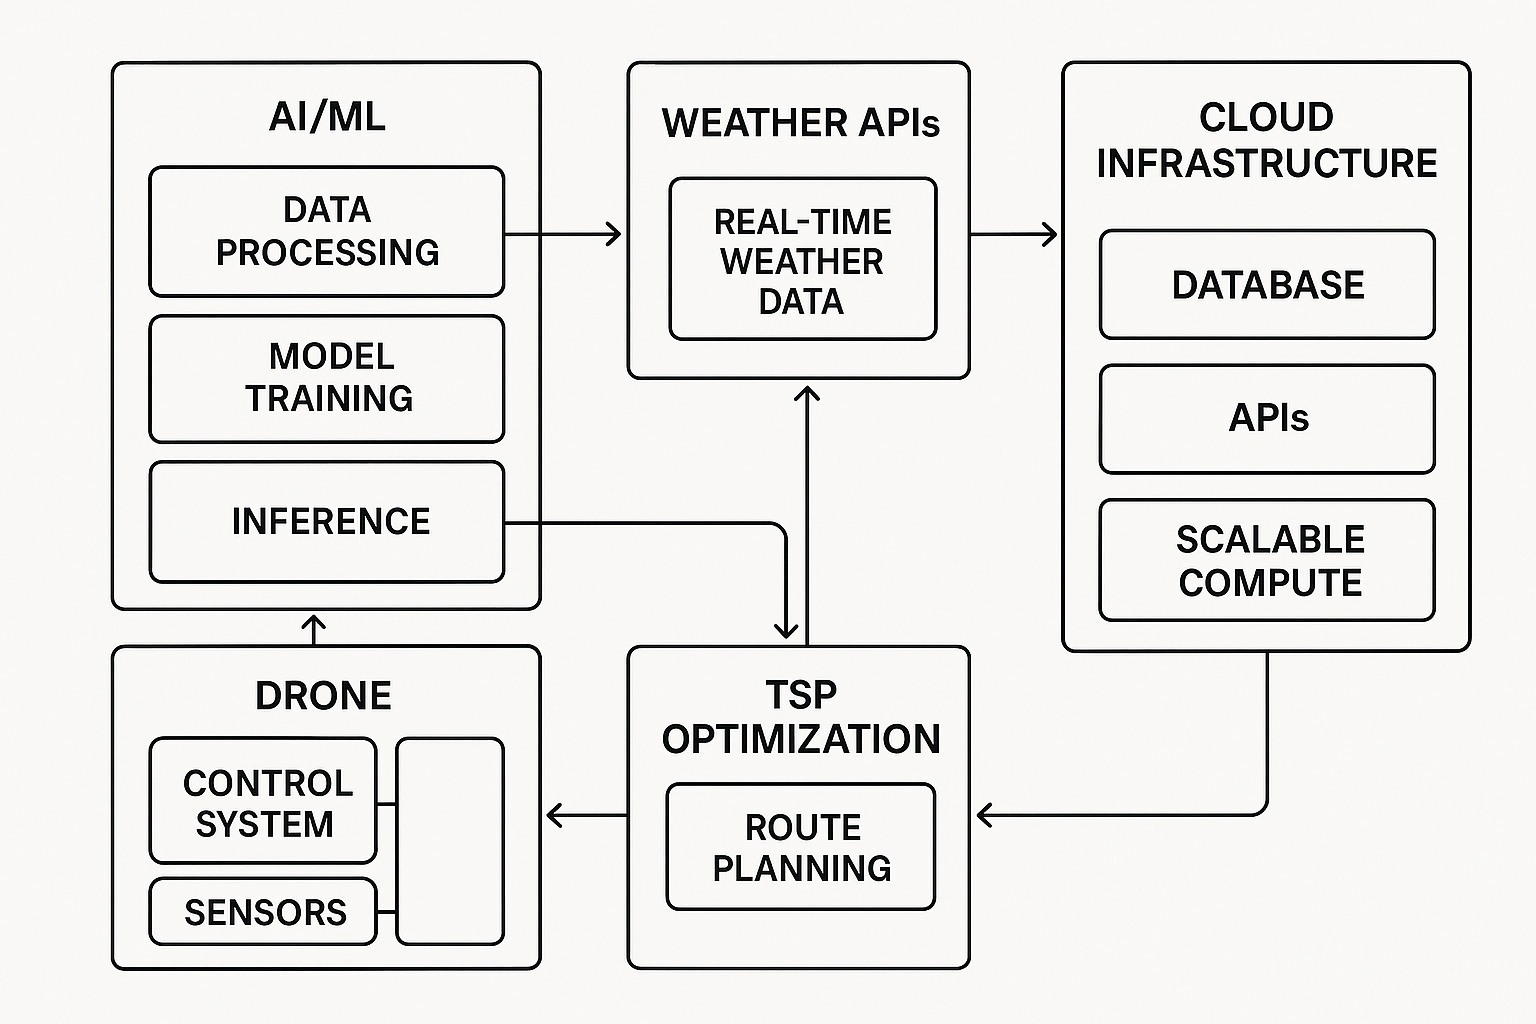 AI/ML
DATA
PROCESSING
MODEL
TRAINING
INFERENCE
WEATHER APIs
REAL-TIME
WEATHER
DATA
CLOUD
INFRASTRUCTURE
DATABASE
APIs
SCALABLE
COMPUTE
DRONE
CONTROL
SYSTEM
SENSORS
TSP
OPTIMIZATION
ROUTE
PLANNING